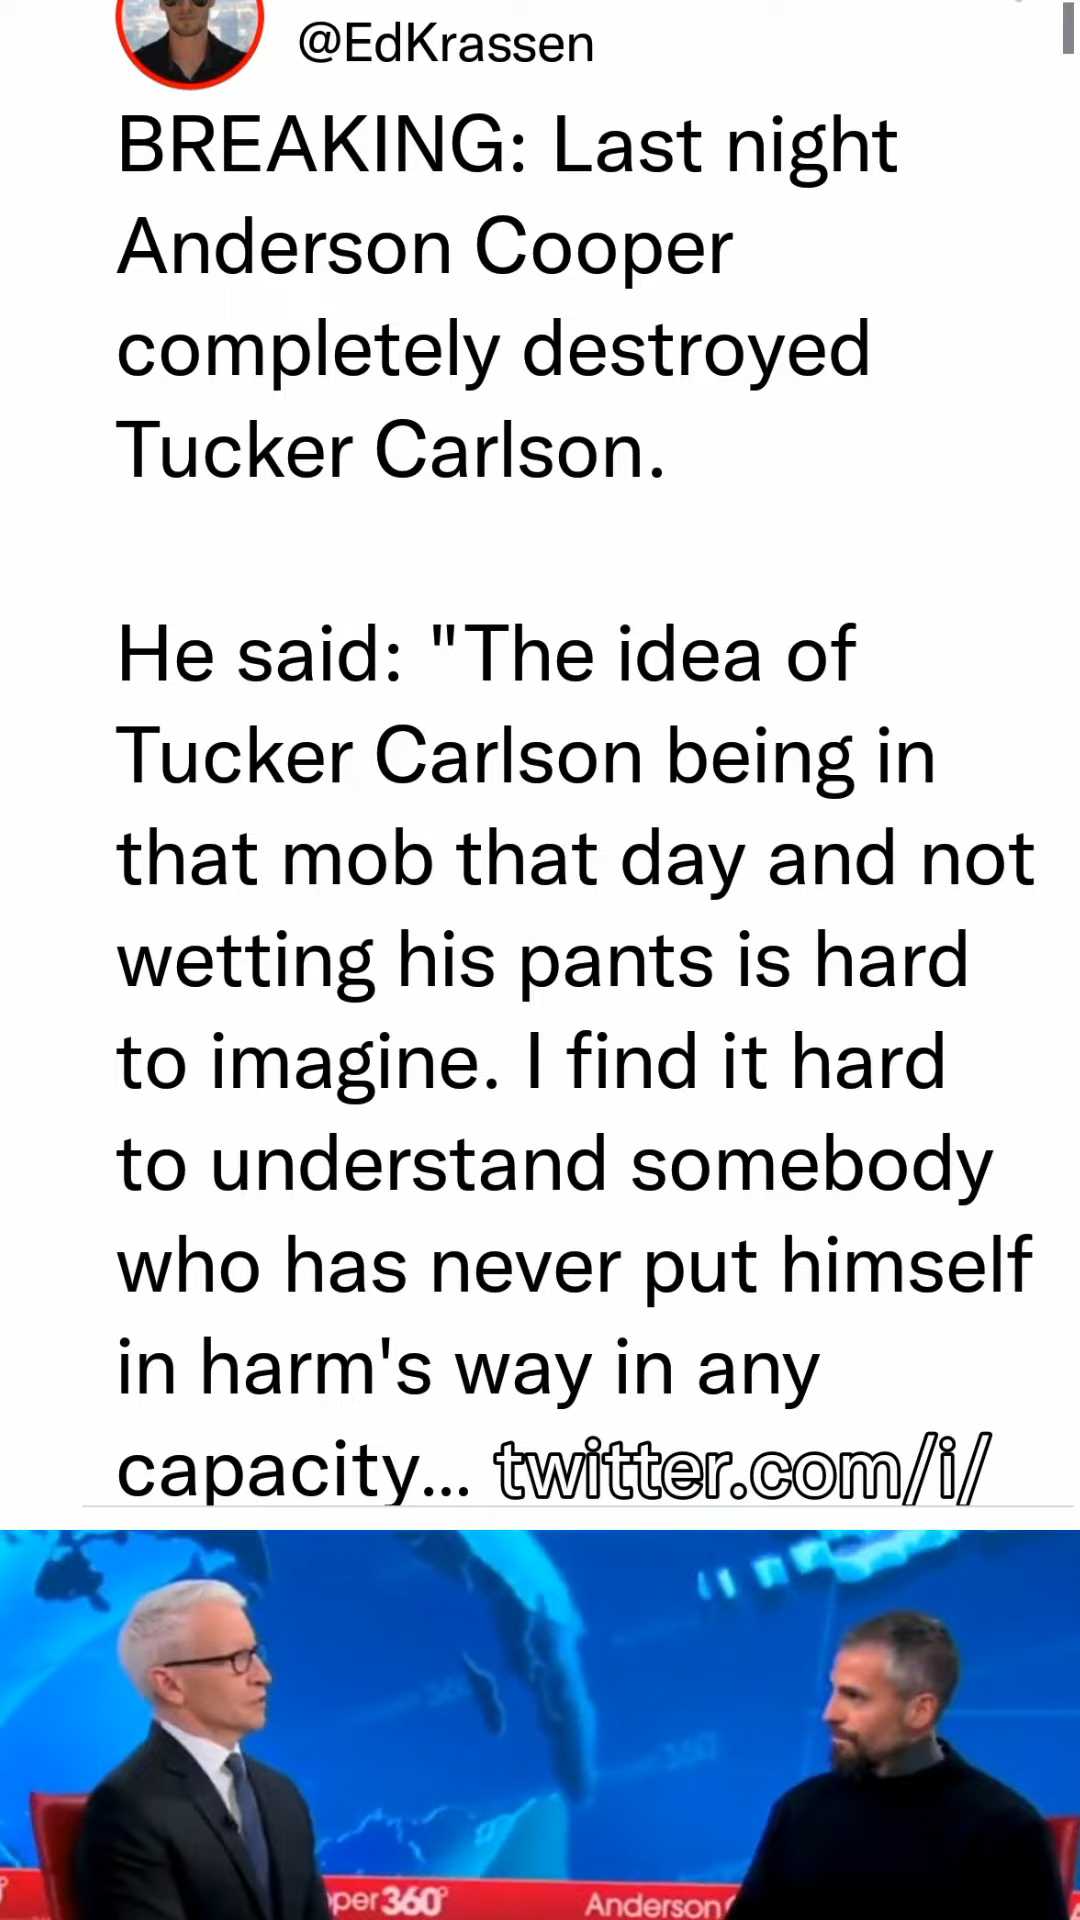 @EdKrassen
BREAKING: Last night
Anderson Cooper
completely destroyed
Tucker Carlson.
He said: "The idea of
Tucker Carlson being in
that mob that day and not
wetting his pants is hard
to imagine. I find it hard
to understand somebody
who has never put himself
in harm's way in any
capacity... twitter.com/i/
per360°
Anderson